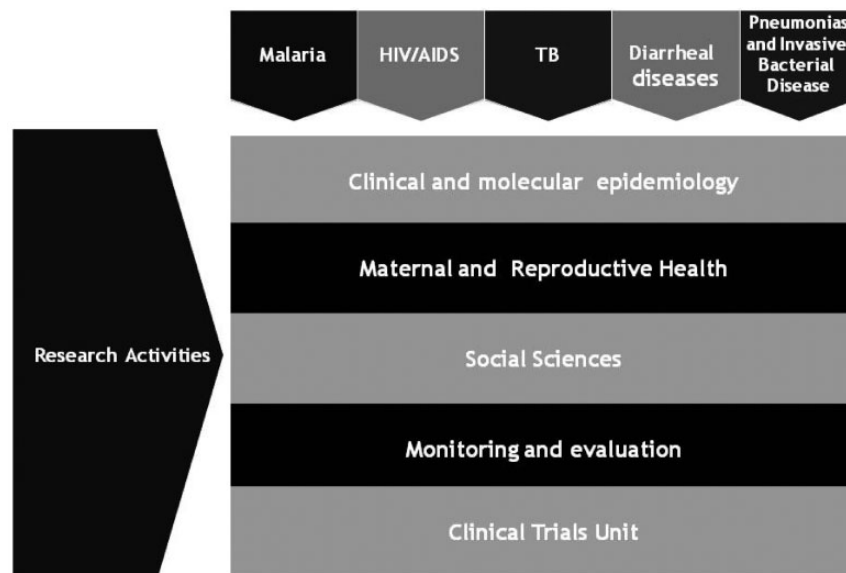 Malaria
HIV/AIDS
TB
Diarrheal
diseases
Pneumonias
and Invasive
Bacterial
Disease
Clinical and molecular epidemiology
Maternal and Reproductive Health
Research Activities
Social Sciences
Monitoring and evaluation
Clinical Trials Unit